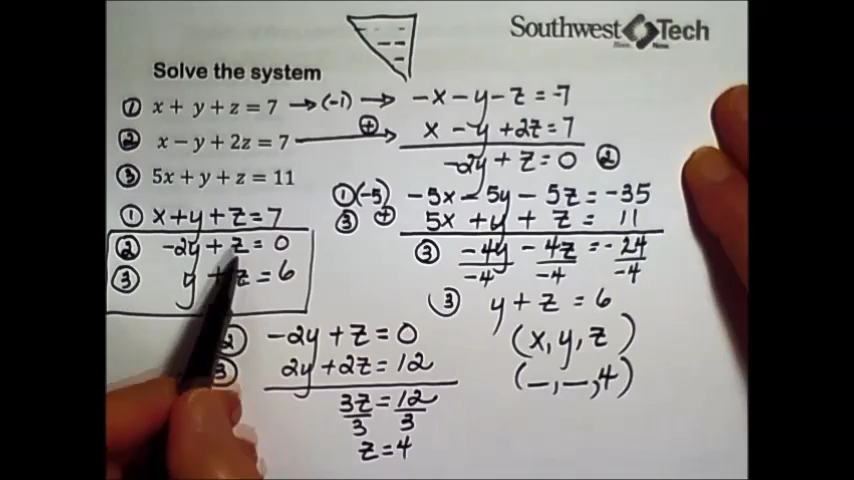 Southwest Tech
Solve the system
① x + y + z = 7 → (-1) → -x - y - z = -7
② x - y + 2z = 7 ⊕ → x - y + 2z = 7
-2y + z = 0 ②
③ 5x + y + z = 11
①(-5) -5x - 5y - 5z = -35
③ ⊕ 5x + y + z = 11
③ -4y - 4z = -24
-4 -4 -4
③ y + z = 6
① x + y + z = 7
② -2y + z = 0
③ y + z = 6
② -2y + z = 0
3 2y + 2z = 12
3z = 12
3 3
z = 4
(x, y, z)
(_, _, 4)